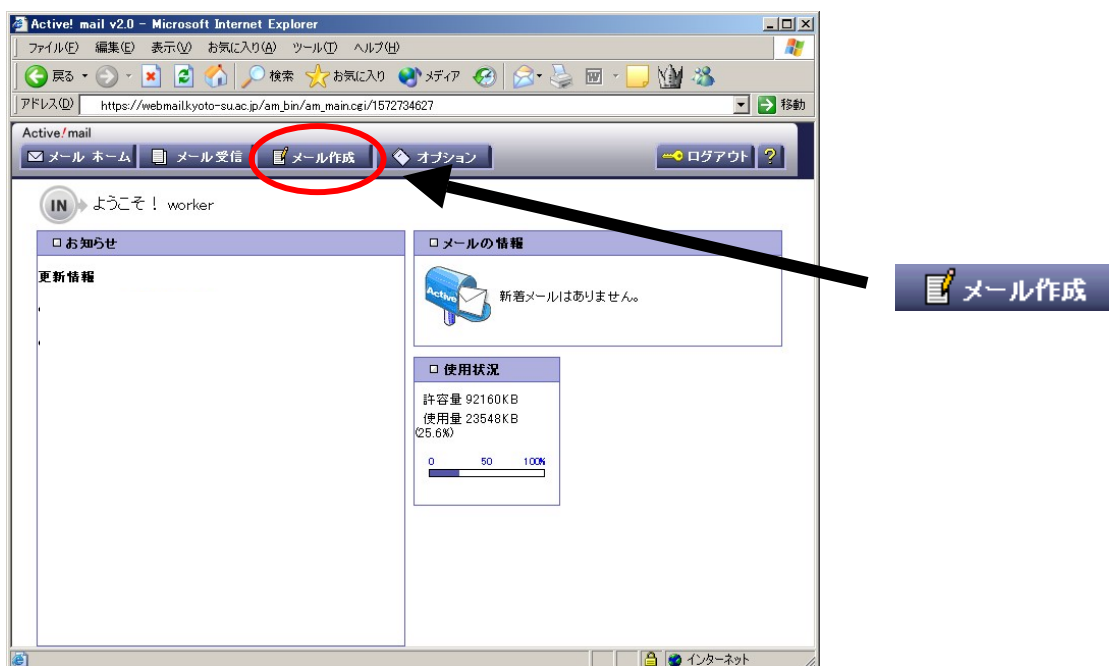 Active! mail v2.0 - Microsoft Internet Explorer
ファイル(F) 編集(E) 表示(V) お気に入り(A) ツール(T) ヘルプ(H)
戻る 検索 お気に入り メディア
アドレス(D) https://webmail.kyoto-su.ac.jp/am_bin/am_main.cgi/1572734627 移動
Active!mail
メール ホーム メール受信 メール作成 オプション ログアウト ?
IN ようこそ! worker
お知らせ
更新情報
メールの情報
Active 新着メールはありません。
メール作成
使用状況
許容量 92160KB
使用量 23548KB
(25.6%)
0 50 100%
インターネット